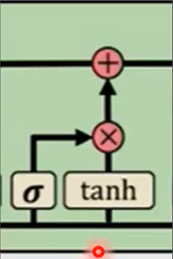 +
×
σ tanh